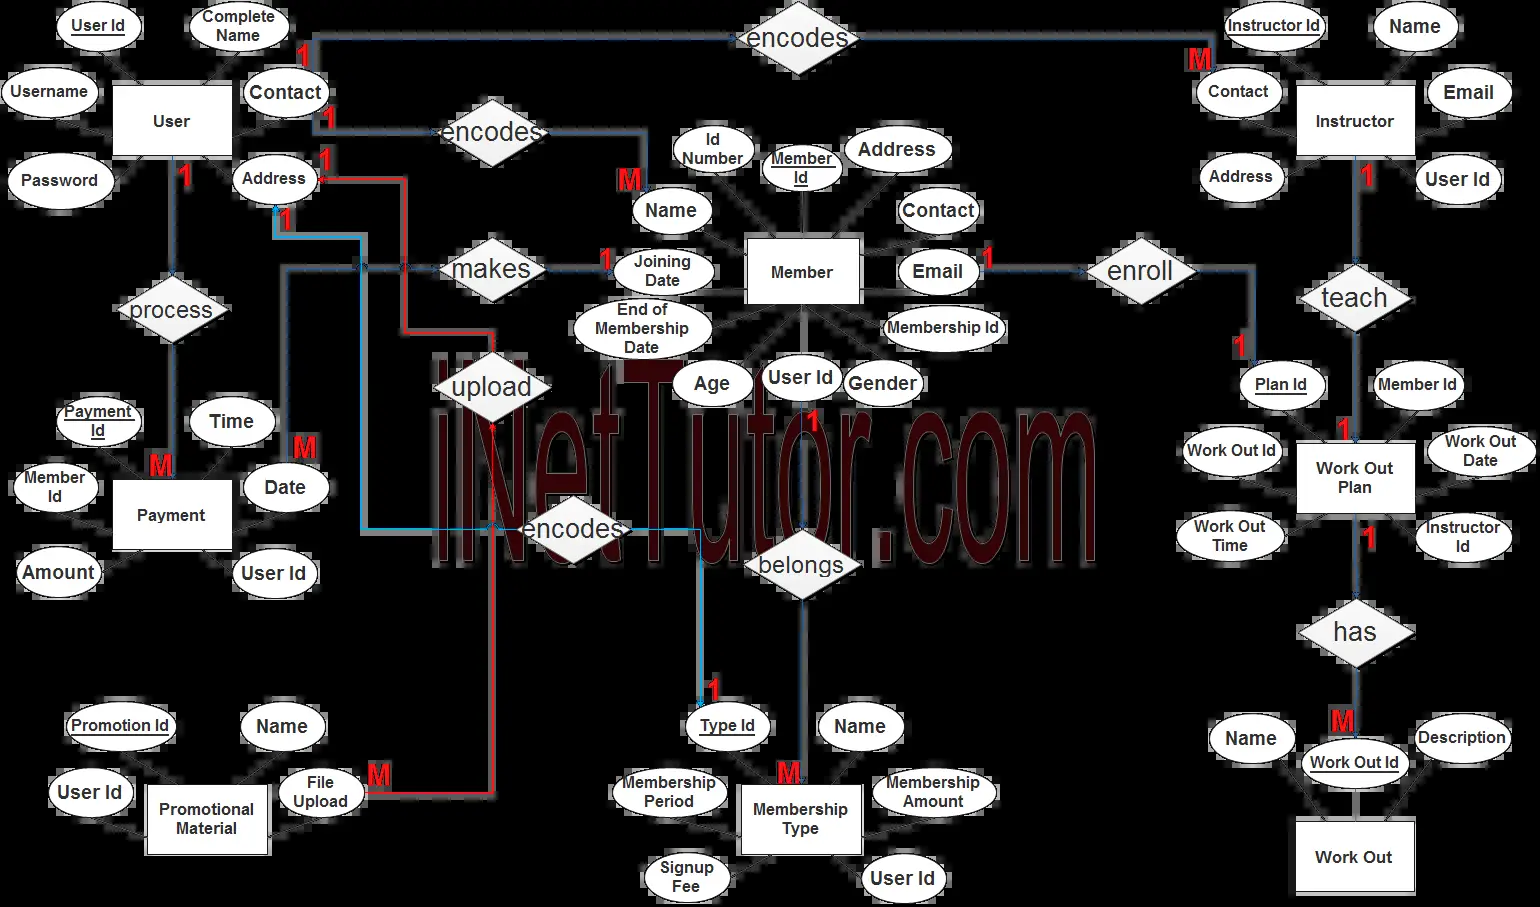 User Id
Complete
Name
encodes
Instructor Id
Name
1
M
Username
Contact
Contact
Email
User
Instructor
1
encodes
Id
Number
Member
Id
Address
1
Password
1
Address
M
Name
Contact
Address
1
User Id
1
makes
1
Joining
Date
Member
Email
1
enroll
teach
process
End of
Membership
Date
Membership Id
1
upload
Age
User Id
Gender
Plan Id
Member Id
Payment
Id
Time
1
1
M
M
Member
Id
Date
Work Out Id
Work Out
Plan
Work Out
Date
iNetTutor.com
Payment
encodes
Work Out
Time
1
Instructor
Id
Amount
User Id
belongs
has
1
M
Promotion Id
Name
Type Id
Name
Name
Work Out Id
Description
M
M
User Id
File
Upload
Membership
Period
Membership
Amount
Promotional
Material
Membership
Type
Work Out
Signup
Fee
User Id